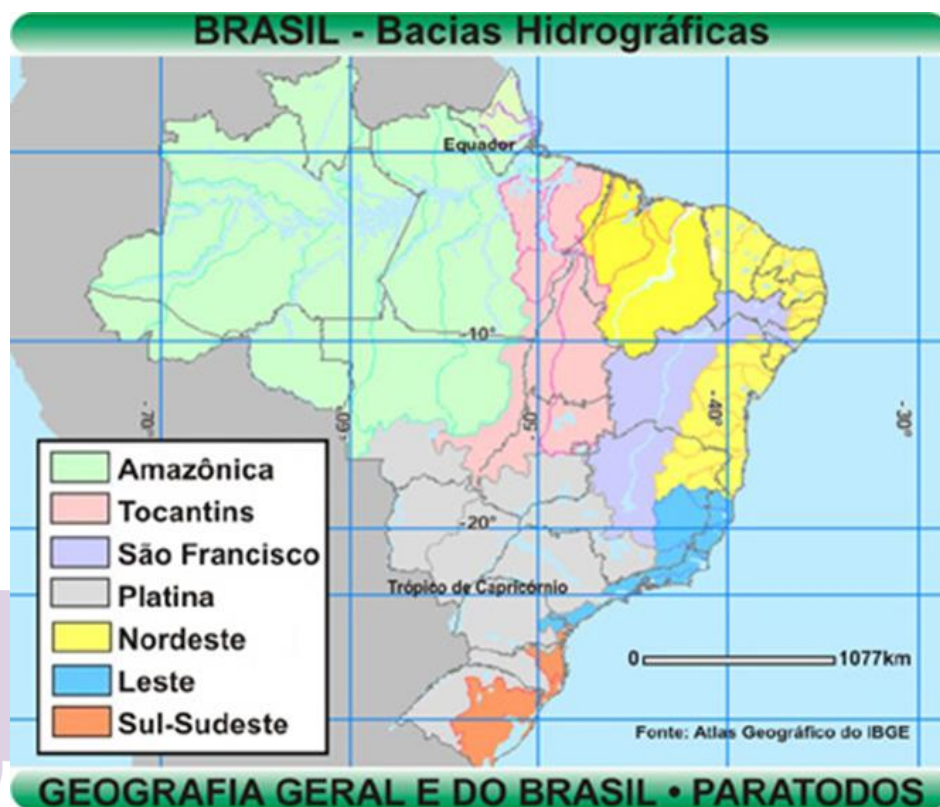 BRASIL - Bacias Hidrográficas
Equador
-10°
-70°
-60°
-50°
-40°
-30°
Amazônica
Tocantins
São Francisco
Platina
Nordeste
Leste
Sul-Sudeste
-20°
Trópico de Capricórnio
0 1077km
Fonte: Atlas Geográfico do IBGE
GEOGRAFIA GERAL E DO BRASIL • PARATODOS